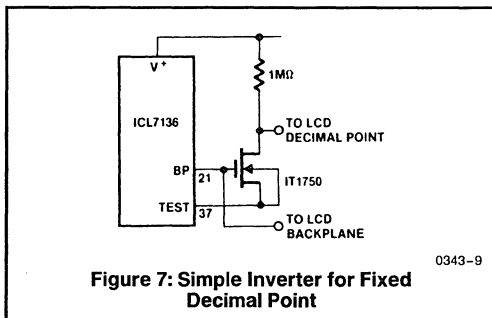 V+
1MΩ
ICL7136
TO LCD
DECIMAL POINT
BP
21
IT1750
TEST
37
TO LCD
BACKPLANE
0343-9
Figure 7: Simple Inverter for Fixed
Decimal Point